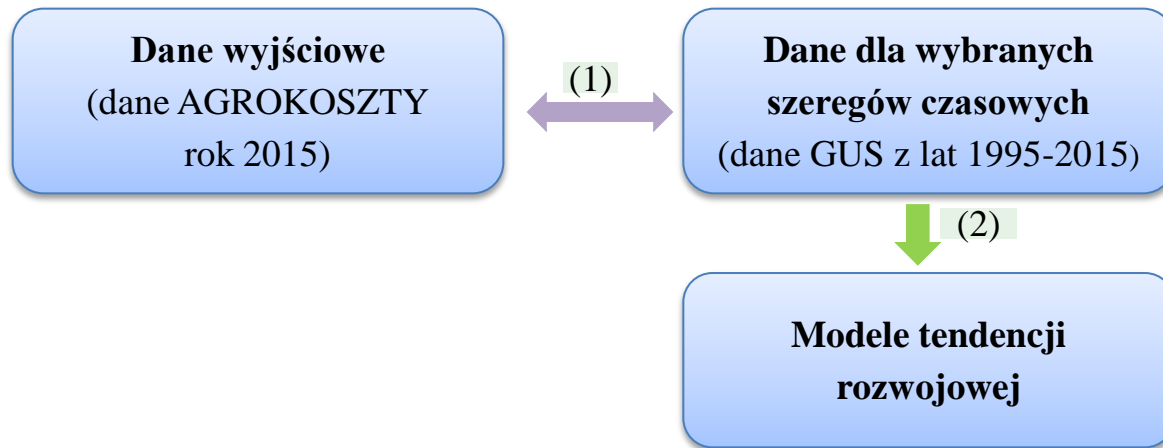 Dane wyjściowe
(dane AGROKOSZTY
rok 2015)
(1)
Dane dla wybranych
szeregów czasowych
(dane GUS z lat 1995-2015)
(2)
Modele tendencji
rozwojowej